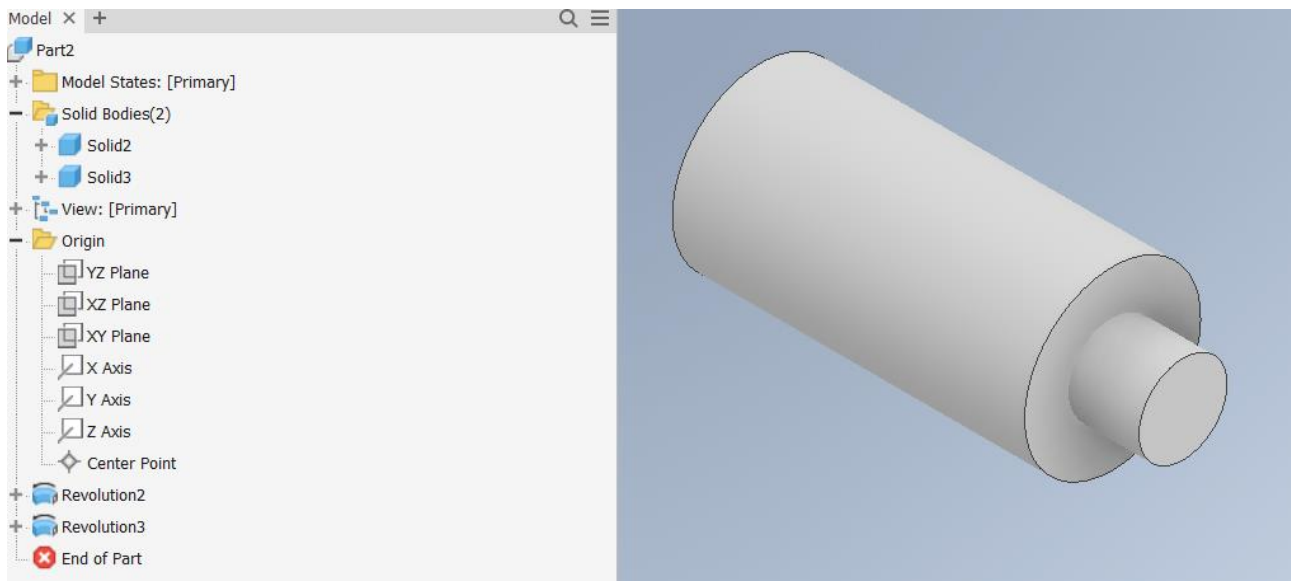 Model × +
Part2
Model States: [Primary]
Solid Bodies(2)
Solid2
Solid3
View: [Primary]
Origin
YZ Plane
XZ Plane
XY Plane
X Axis
Y Axis
Z Axis
Center Point
Revolution2
Revolution3
End of Part